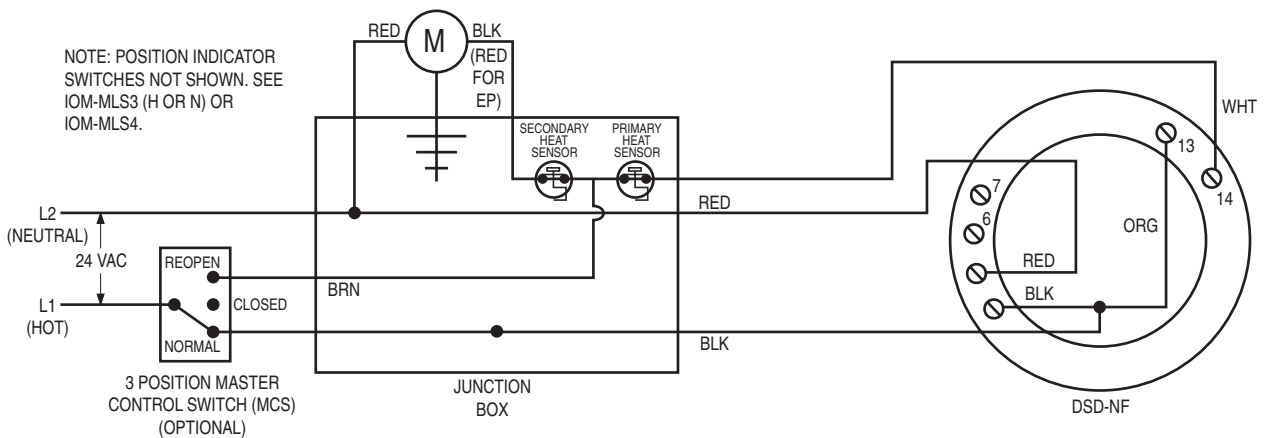 NOTE: POSITION INDICATOR
SWITCHES NOT SHOWN. SEE
IOM-MLS3 (H OR N) OR
IOM-MLS4.
RED
M
BLK
(RED
FOR
EP)
SECONDARY
HEAT
SENSOR
PRIMARY
HEAT
SENSOR
WHT
13
14
7
6
ORG
RED
RED
BLK
L2
(NEUTRAL)
24 VAC
L1
(HOT)
REOPEN
CLOSED
NORMAL
BRN
BLK
3 POSITION MASTER
CONTROL SWITCH (MCS)
(OPTIONAL)
JUNCTION
BOX
DSD-NF